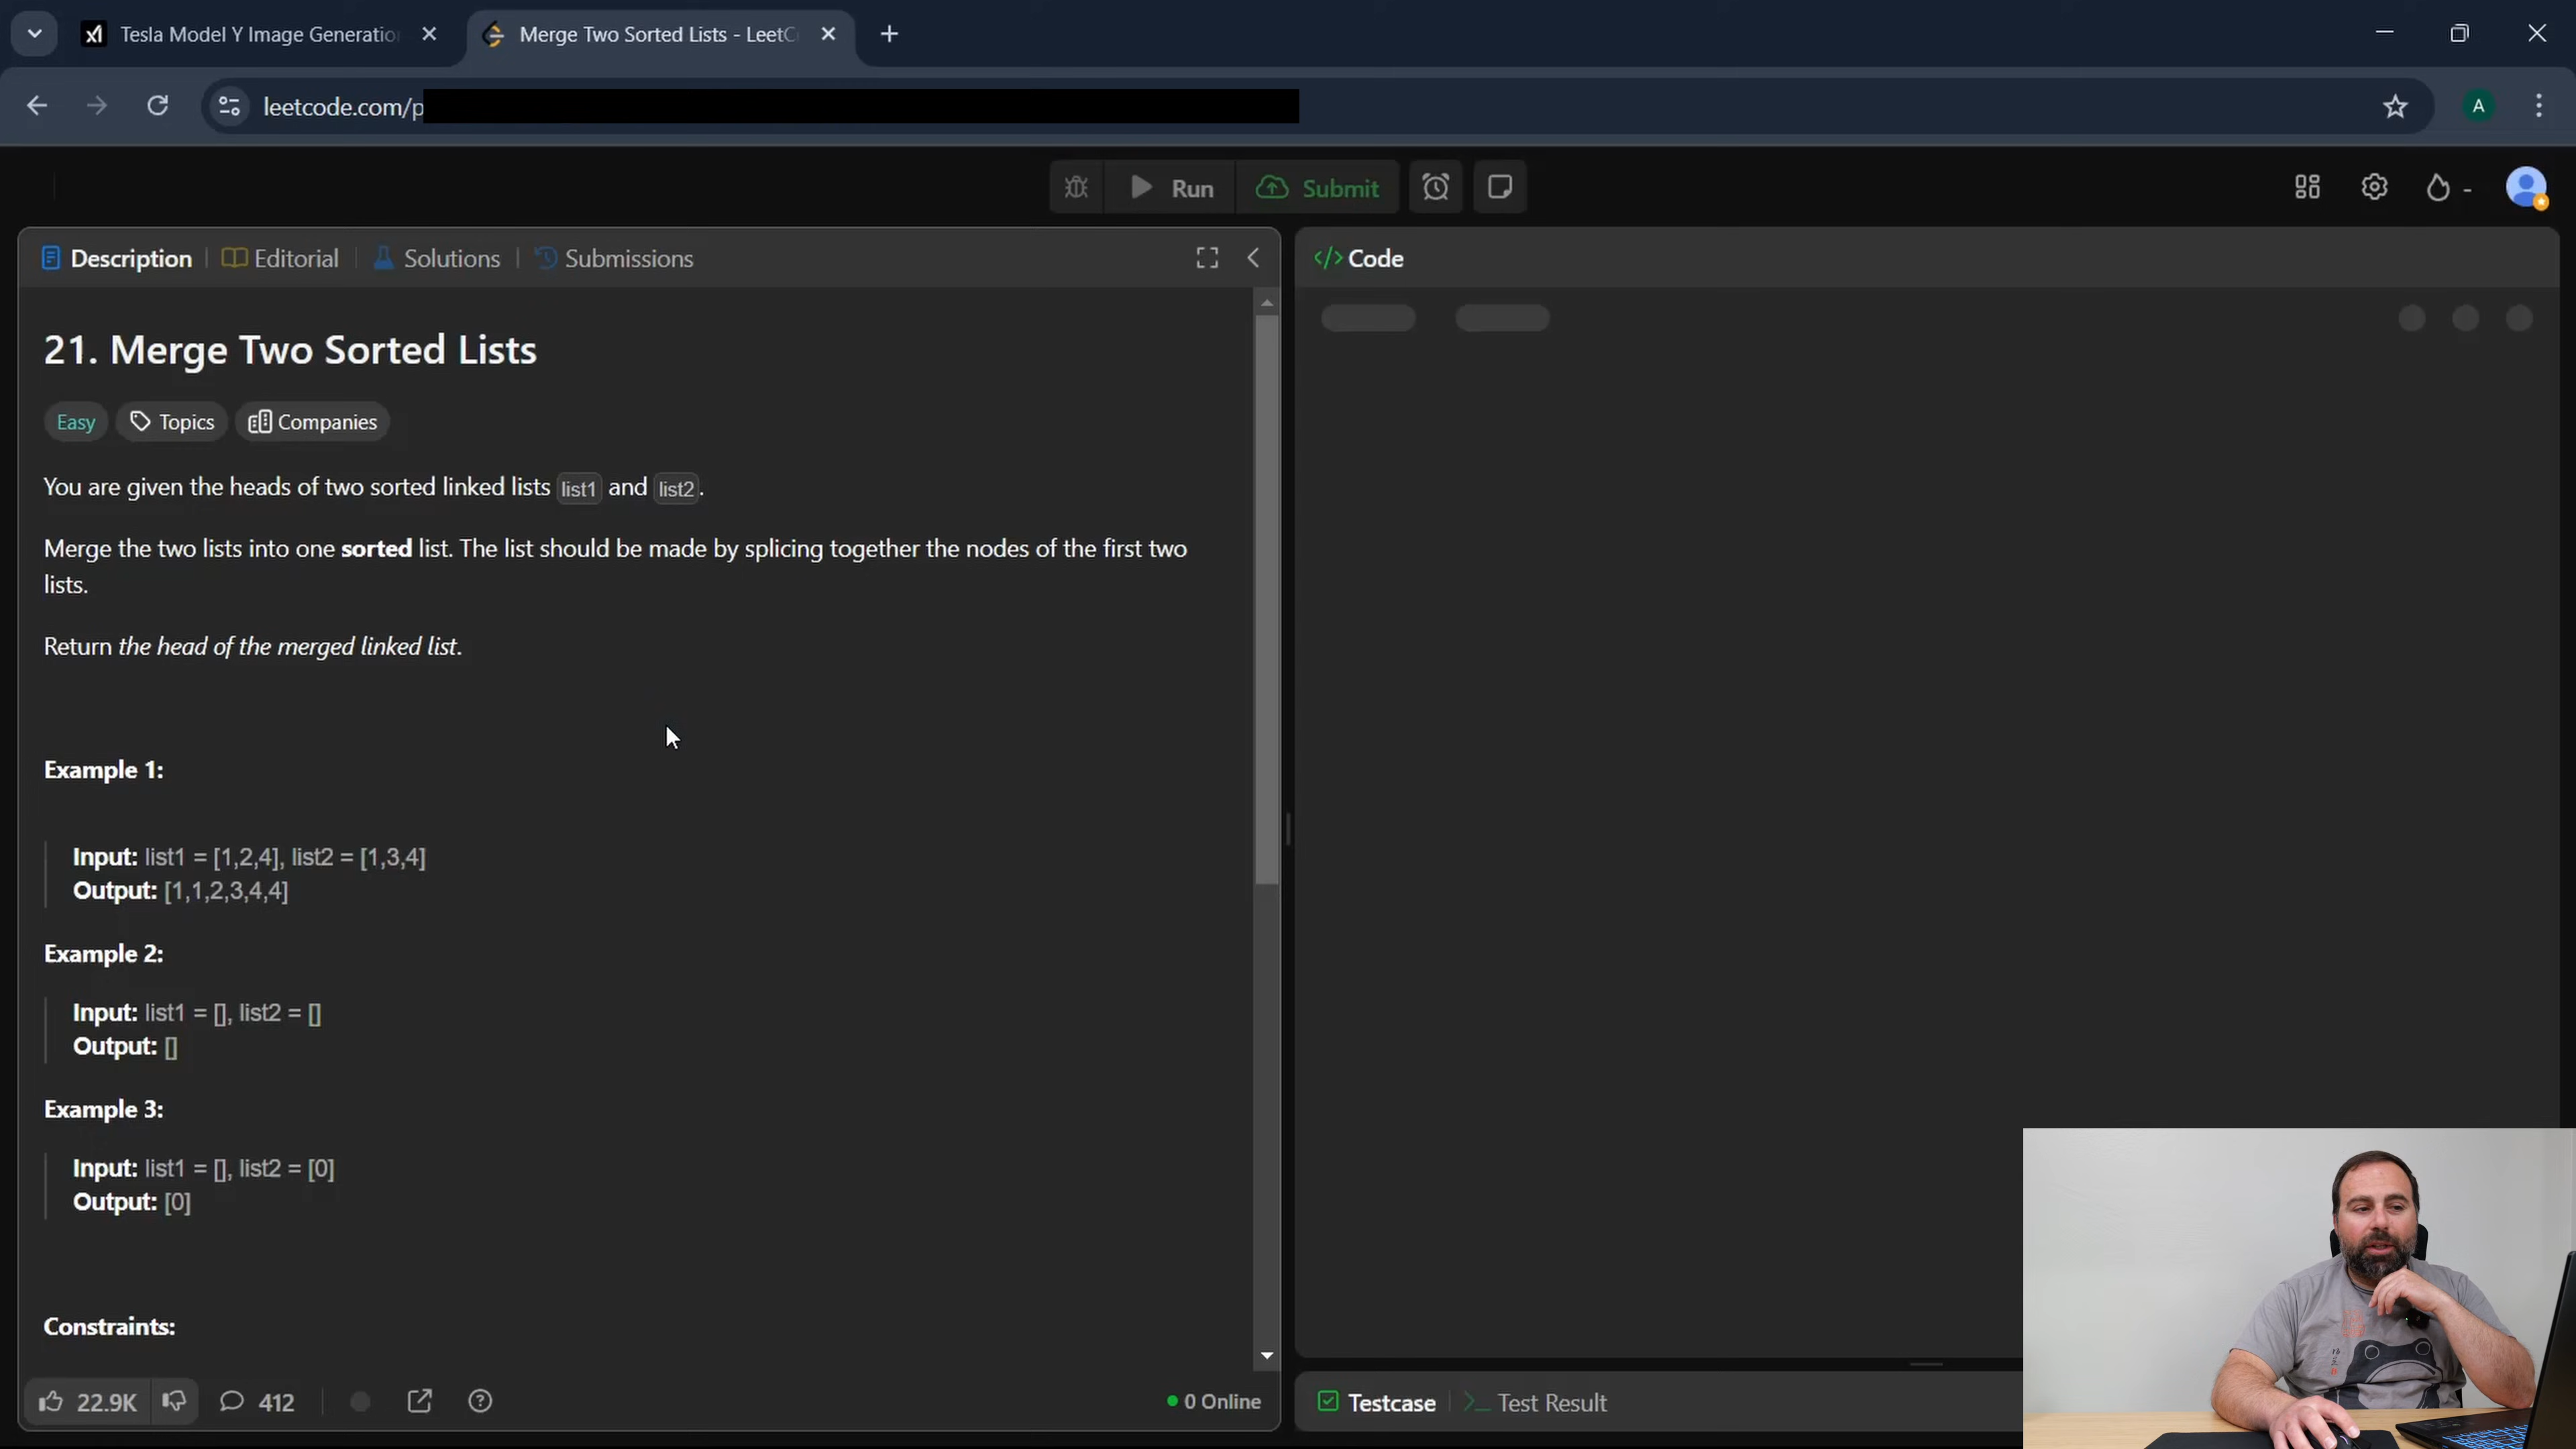 Tesla Model Y Image Generatio
Merge Two Sorted Lists - LeetC
leetcode.com/p
A
Run
Submit
-
Description
Editorial
Solutions
Submissions
Code
21. Merge Two Sorted Lists
Easy
Topics
Companies
You are given the heads of two sorted linked lists list1 and list2.
Merge the two lists into one sorted list. The list should be made by splicing together the nodes of the first two
lists.
Return the head of the merged linked list.
Example 1:
Input: list1 = [1,2,4], list2 = [1,3,4]
Output: [1,1,2,3,4,4]
Example 2:
Input: list1 = [], list2 = []
Output: []
Example 3:
Input: list1 = [], list2 = [0]
Output: [0]
Constraints:
22.9K
412
0 Online
Testcase
Test Result